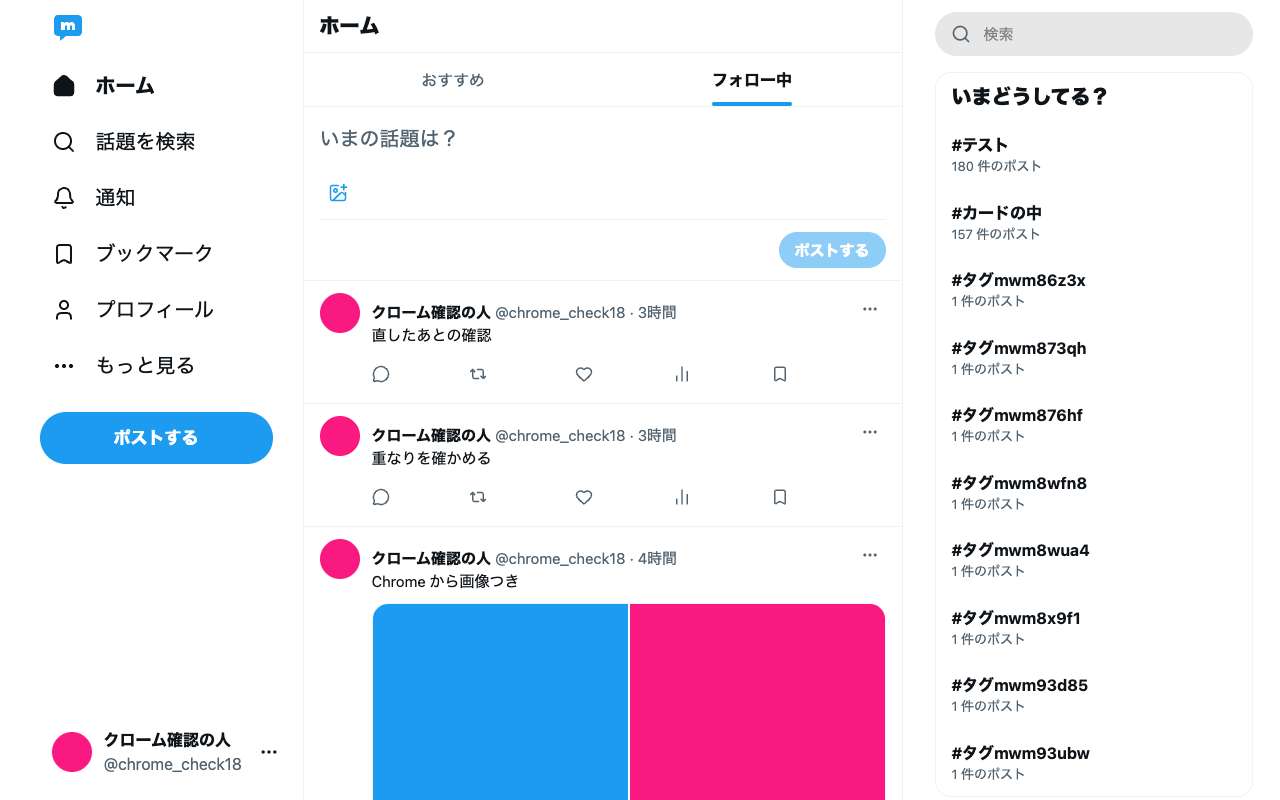 m
ホーム
話題を検索
通知
ブックマーク
プロフィール
もっと見る
ポストする
クローム確認の人
@chrome_check18
ホーム
おすすめ
フォロー中
いまの話題は？
ポストする
クローム確認の人 @chrome_check18 · 3時間
直したあとの確認
クローム確認の人 @chrome_check18 · 3時間
重なりを確かめる
クローム確認の人 @chrome_check18 · 4時間
Chrome から画像つき
検索
いまどうしてる？
#テスト
180 件のポスト
#カードの中
157 件のポスト
#タグmwm86z3x
1 件のポスト
#タグmwm873qh
1 件のポスト
#タグmwm876hf
1 件のポスト
#タグmwm8wfn8
1 件のポスト
#タグmwm8wua4
1 件のポスト
#タグmwm8x9f1
1 件のポスト
#タグmwm93d85
1 件のポスト
#タグmwm93ubw
1 件のポスト